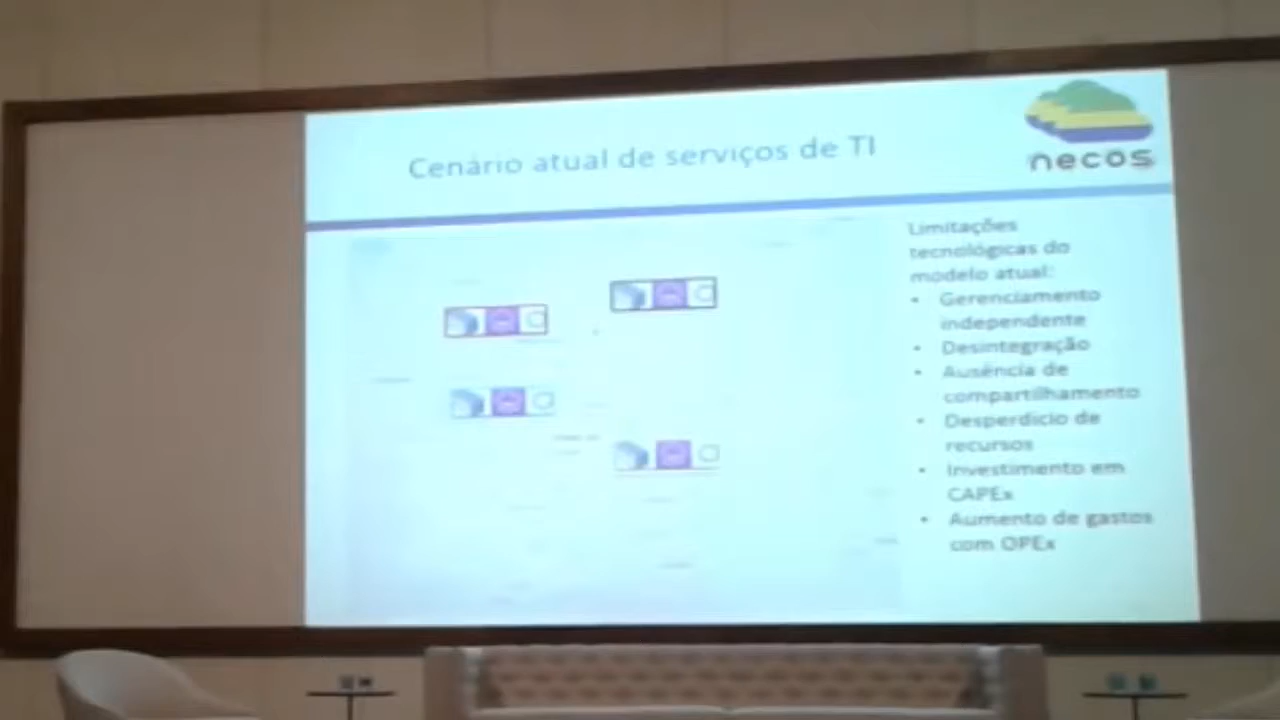 Cenário atual de serviços de TI
necos
Limitações
tecnológicas do
modelo atual:
• Gerenciamento
independente
• Desintegração
• Ausência de
compartilhamento
• Desperdício de
recursos
• Investimento em
CAPEx
• Aumento de gastos
com OPEx